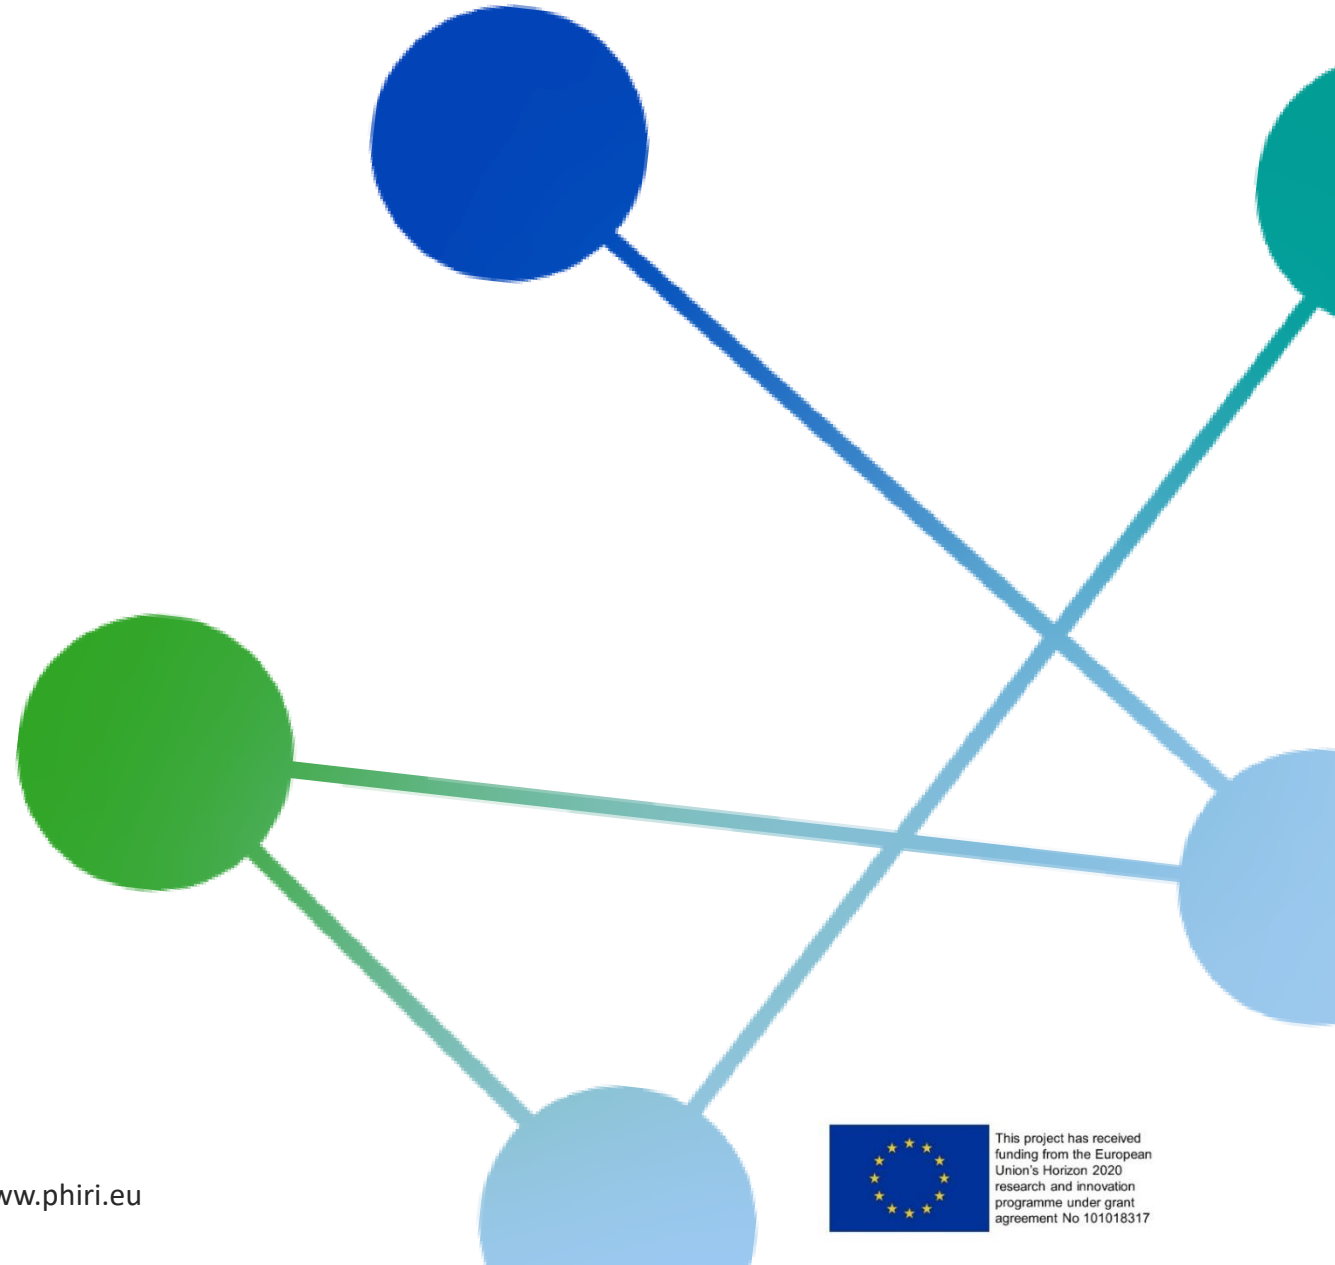 This project has received
funding from the European
Union's Horizon 2020
research and innovation
programme under grant
agreement No 101018317
ww.phiri.eu